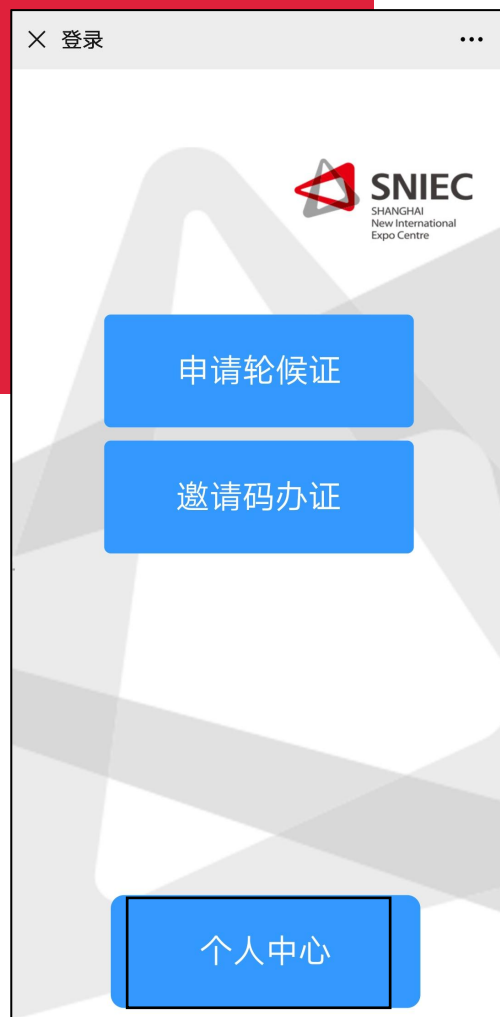 登录
SNIEC
SHANGHAI
New International
Expo Centre
申请轮候证
邀请码办证
个人中心